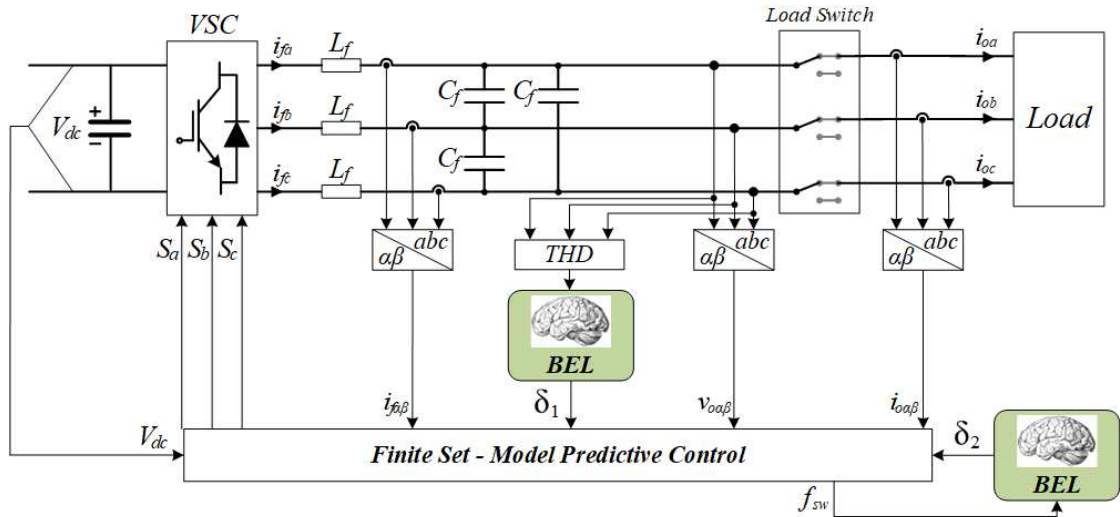 VSC
Load Switch
i_fa
L_f
i_oa
C_f
C_f
V_dc
+
−
i_fb
L_f
i_ob
Load
C_f
i_fc
L_f
i_oc
S_a S_b S_c
abc
αβ
THD
abc
αβ
abc
αβ
BEL
i_fαβ
δ₁
v_oαβ
i_oαβ
V_dc
Finite Set - Model Predictive Control
δ₂
BEL
f_sw